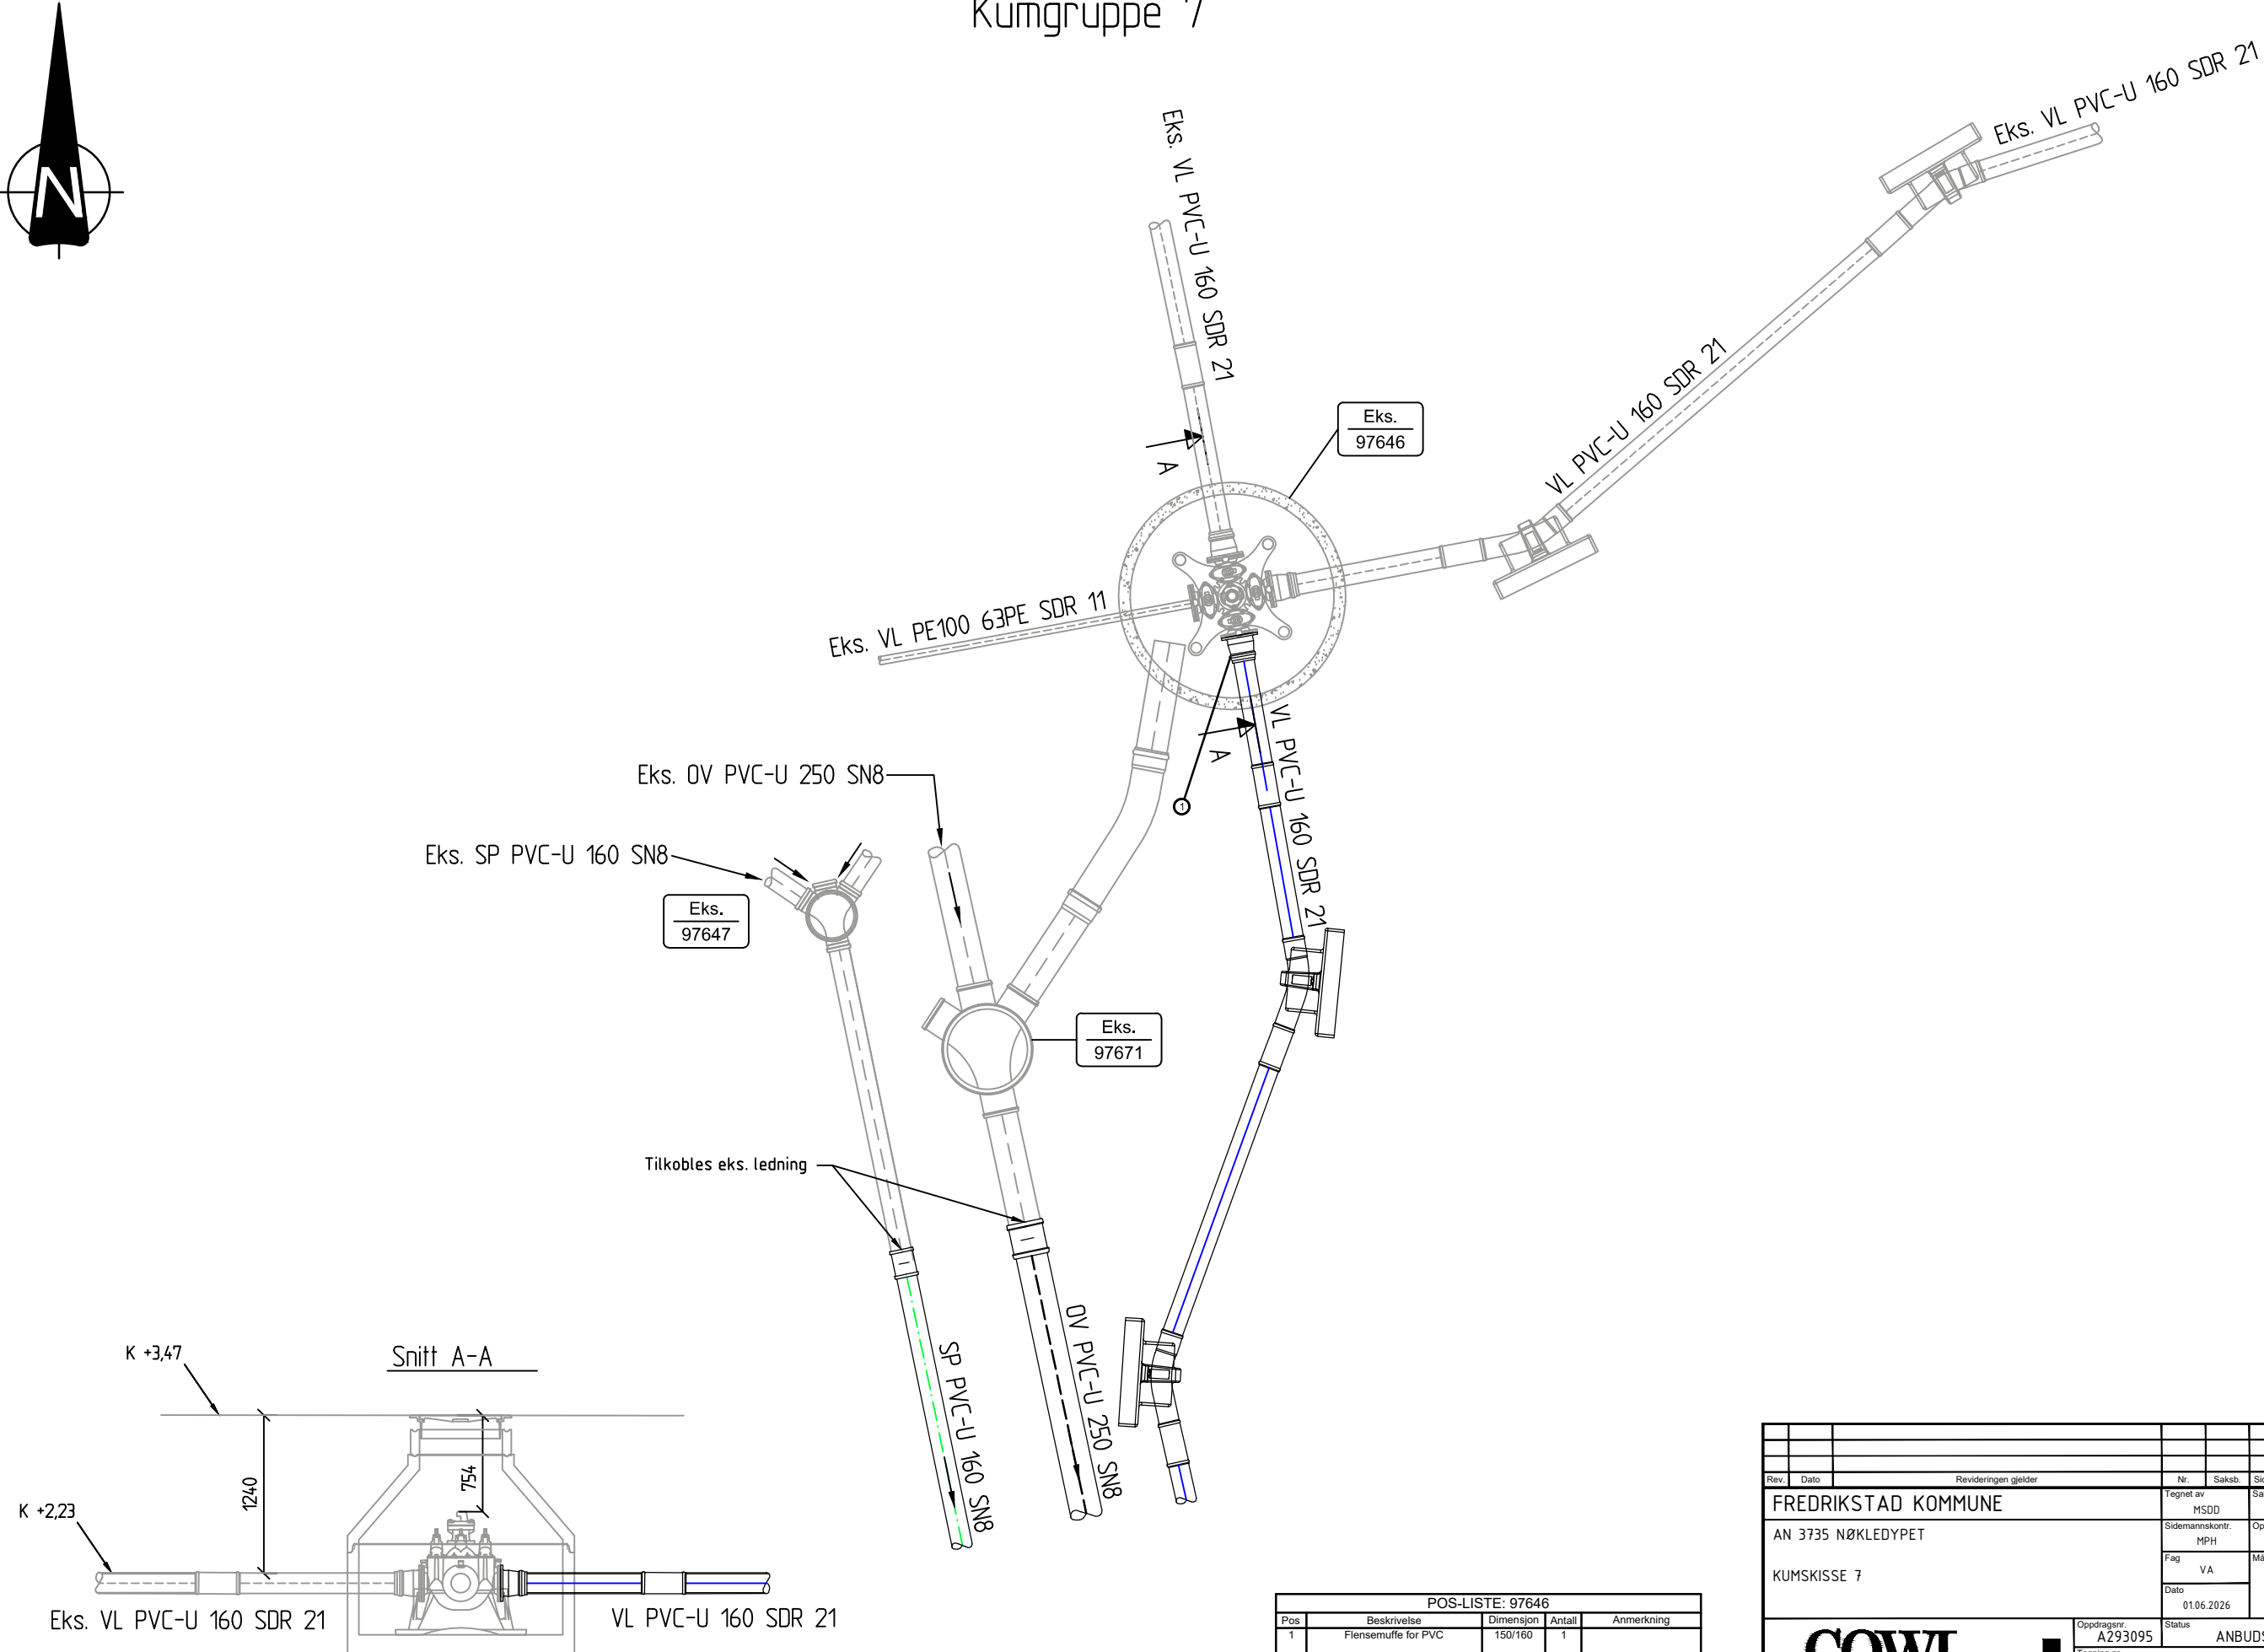 Kumgruppe 7
N
Eks. VL PVC-U 160 SDR 21
Eks. VL PVC-U 160 SDR 21
VL PVC-U 160 SDR 21
Eks.
97646
A
Eks. VL PE100 63PE SDR 11
A
VL PVC-U 160 SDR 21
1
Eks. OV PVC-U 250 SN8
Eks. SP PVC-U 160 SN8
Eks.
97647
Eks.
97671
Tilkobles eks. ledning
SP PVC-U 160 SN8
OV PVC-U 250 SN8
K +3,47
Snitt A-A
1240
754
K +2,23
Eks. VL PVC-U 160 SDR 21
VL PVC-U 160 SDR 21
POS-LISTE: 97646
Pos Beskrivelse Dimensjon Antall Anmerkning
1 Flensemuffe for PVC 150/160 1
Rev. Dato Revideringen gjelder Nr. Saksb.
FREDRIKSTAD KOMMUNE
AN 3735 NØKLEDYPET
KUMSKISSE 7
Tegnet av
MSDD
Sidemannskontr.
MPH
Fag
VA
Dato
01.06.2026
COWI
Oppdragsnr.
A293095
Status